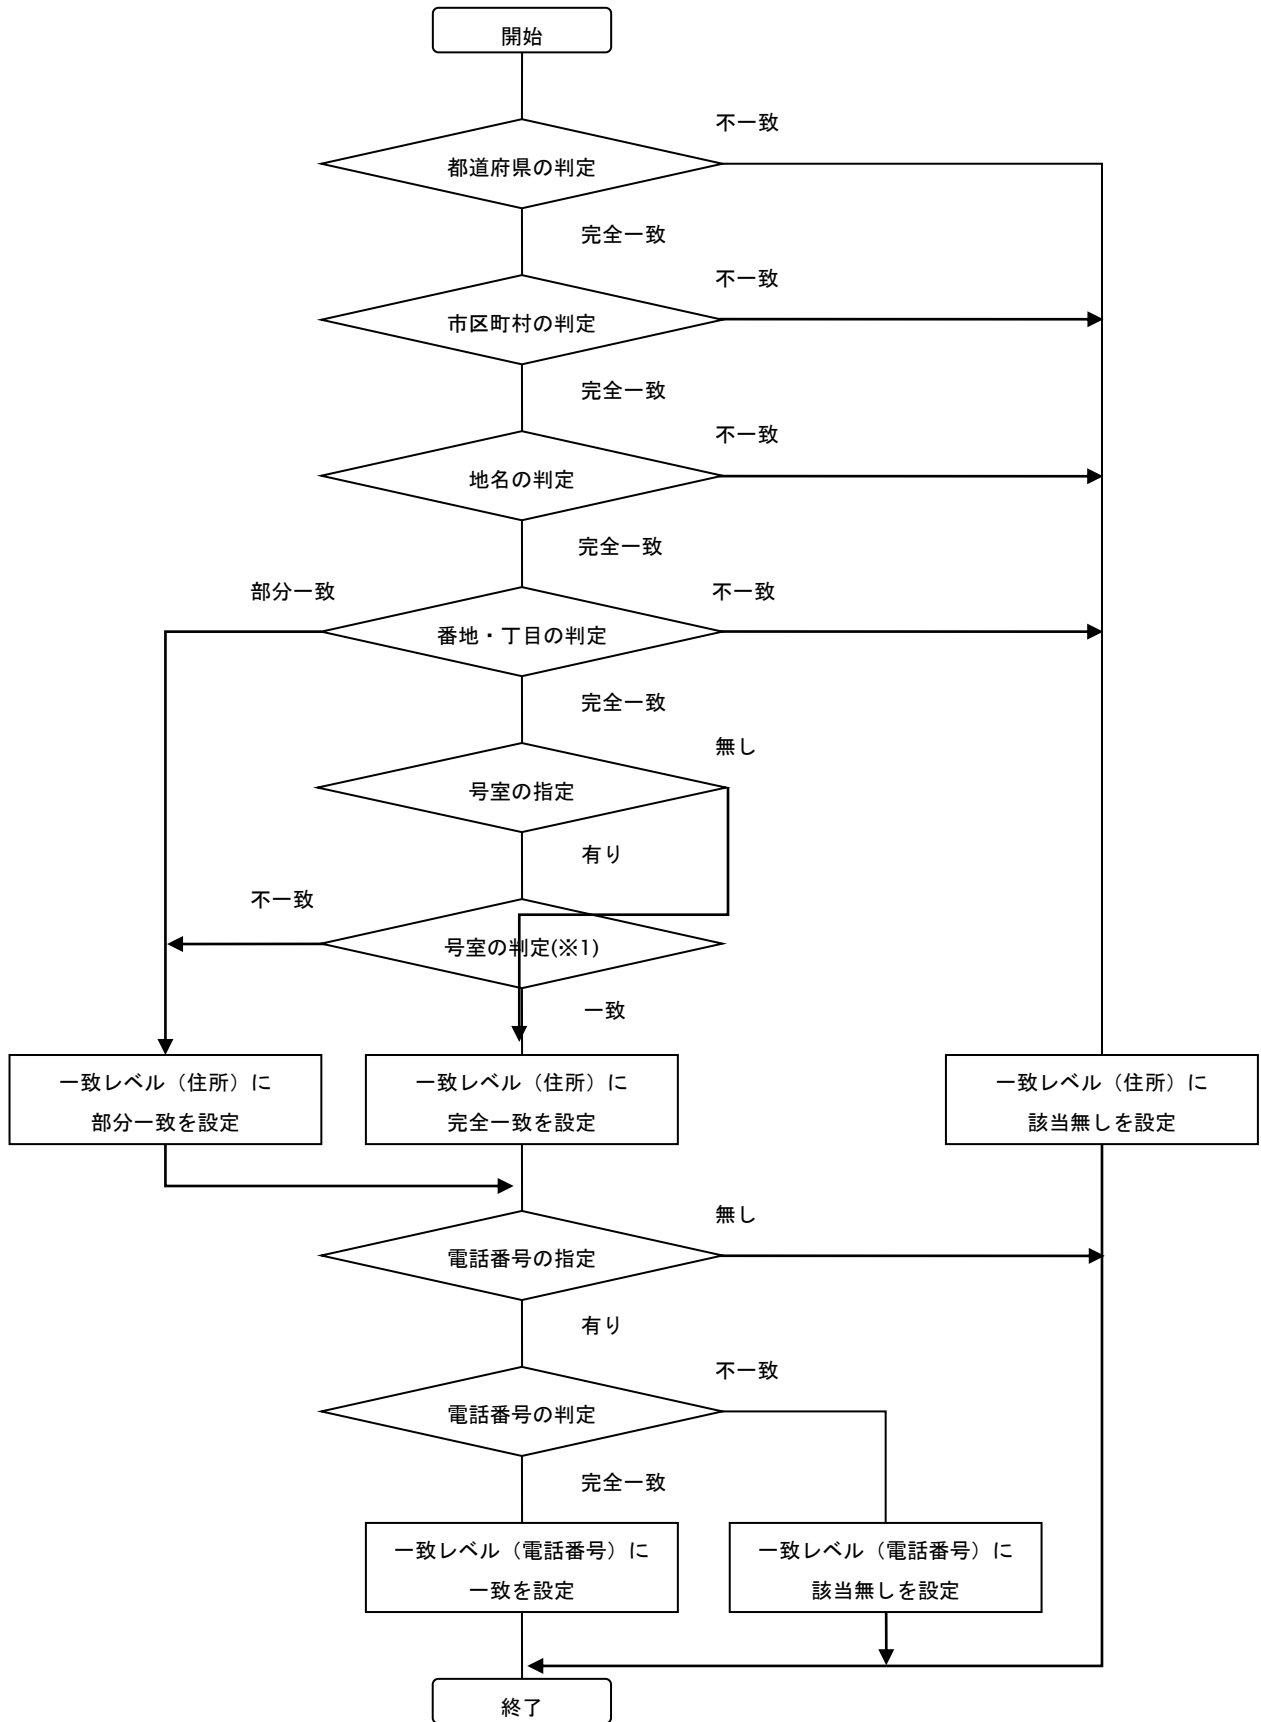 開始
不一致
都道府県の判定
完全一致
不一致
市区町村の判定
完全一致
不一致
地名の判定
完全一致
部分一致
不一致
番地・丁目の判定
完全一致
無し
号室の指定
有り
不一致
号室の判定(※1)
一致
一致レベル（住所）に
部分一致を設定
一致レベル（住所）に
完全一致を設定
一致レベル（住所）に
該当無しを設定
無し
電話番号の指定
有り
不一致
電話番号の判定
完全一致
一致レベル（電話番号）に
一致を設定
一致レベル（電話番号）に
該当無しを設定
終了